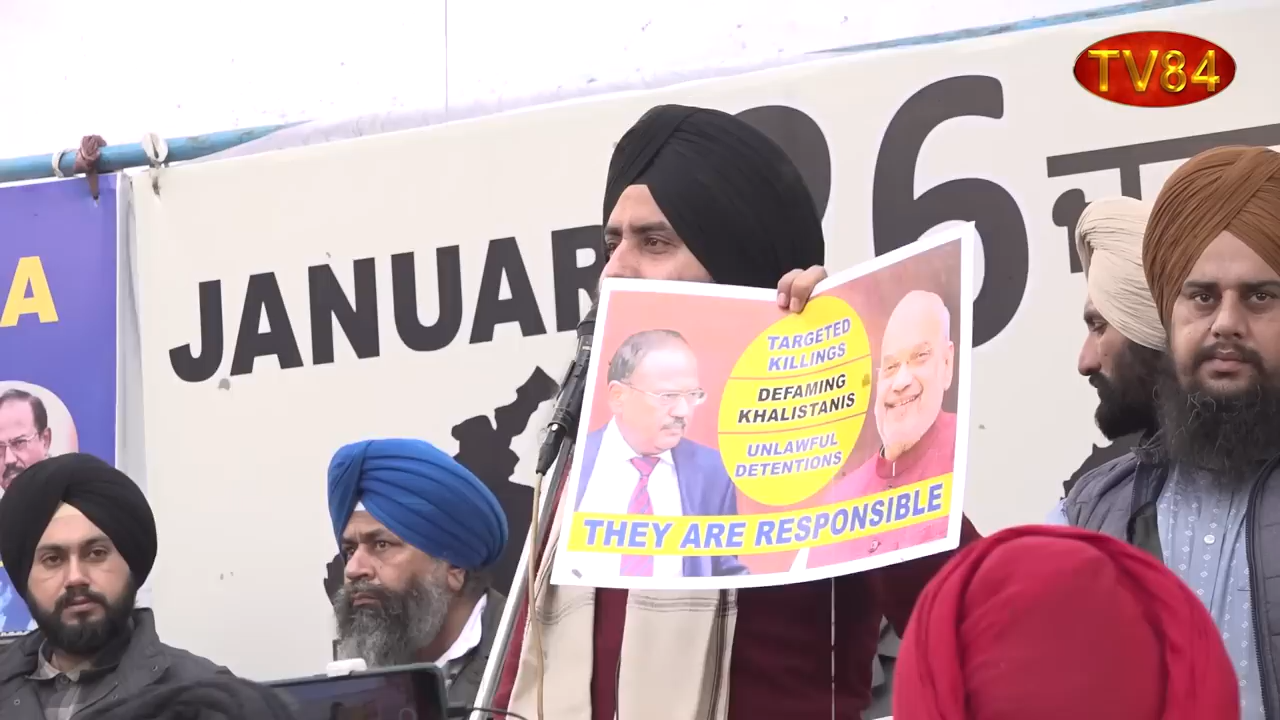 TV84
JANUAR
26
A
TARGETED
KILLINGS
DEFAMING
KHALISTANIS
UNLAWFUL
DETENTIONS
THEY ARE RESPONSIBLE